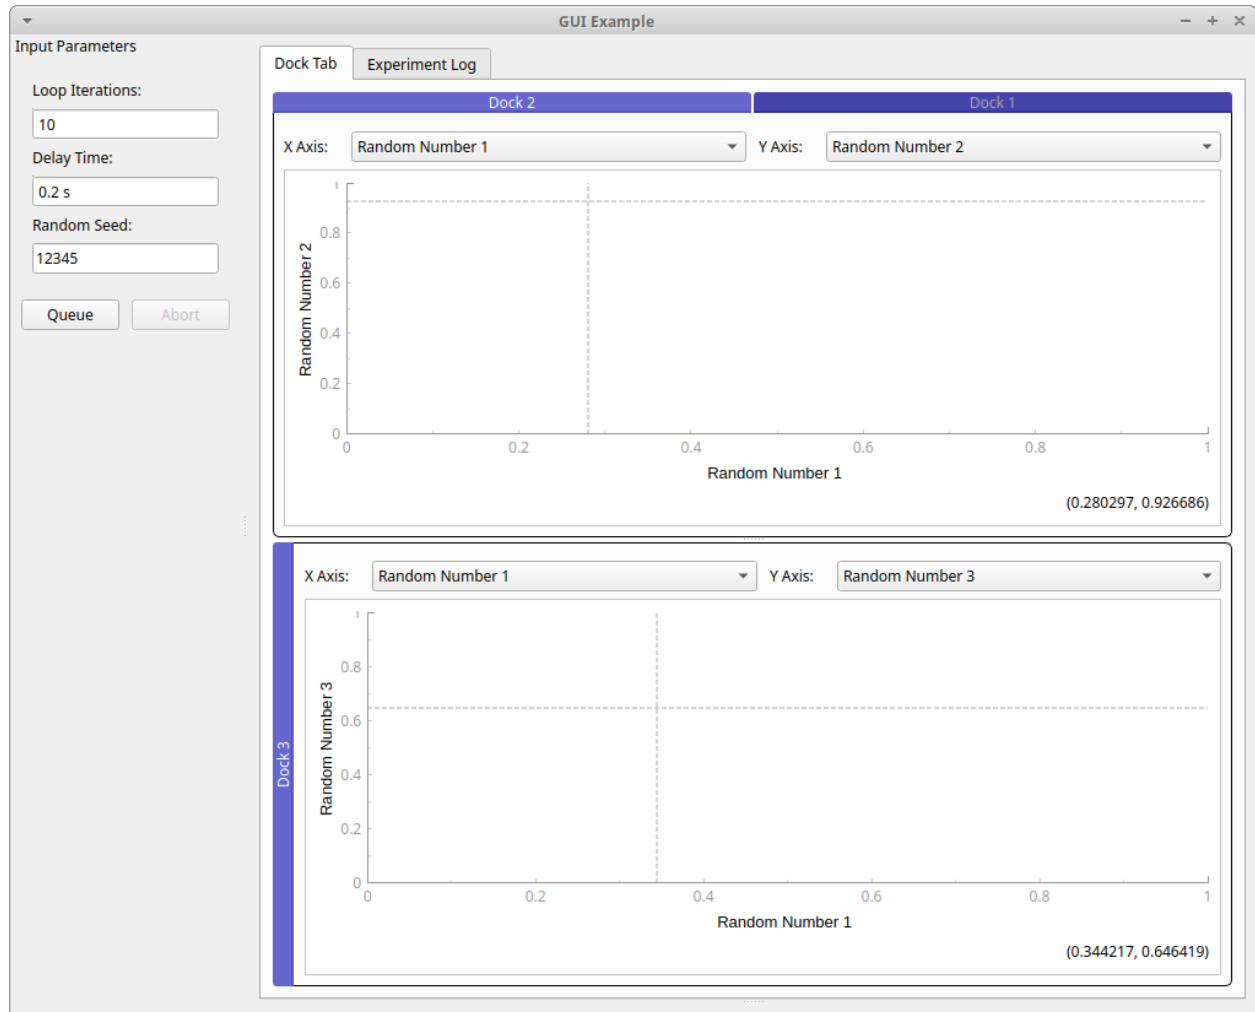 GUI Example
Input Parameters
Loop Iterations:
10
Delay Time:
0.2 s
Random Seed:
12345
Queue Abort
Dock Tab Experiment Log
Dock 2 Dock 1
X Axis: Random Number 1 Y Axis: Random Number 2
1
0.8
0.6
0.4
0.2
0
Random Number 2
0 0.2 0.4 0.6 0.8 1
Random Number 1
(0.280297, 0.926686)
Dock 3
X Axis: Random Number 1 Y Axis: Random Number 3
1
0.8
0.6
0.4
0.2
0
Random Number 3
0 0.2 0.4 0.6 0.8 1
Random Number 1
(0.344217, 0.646419)